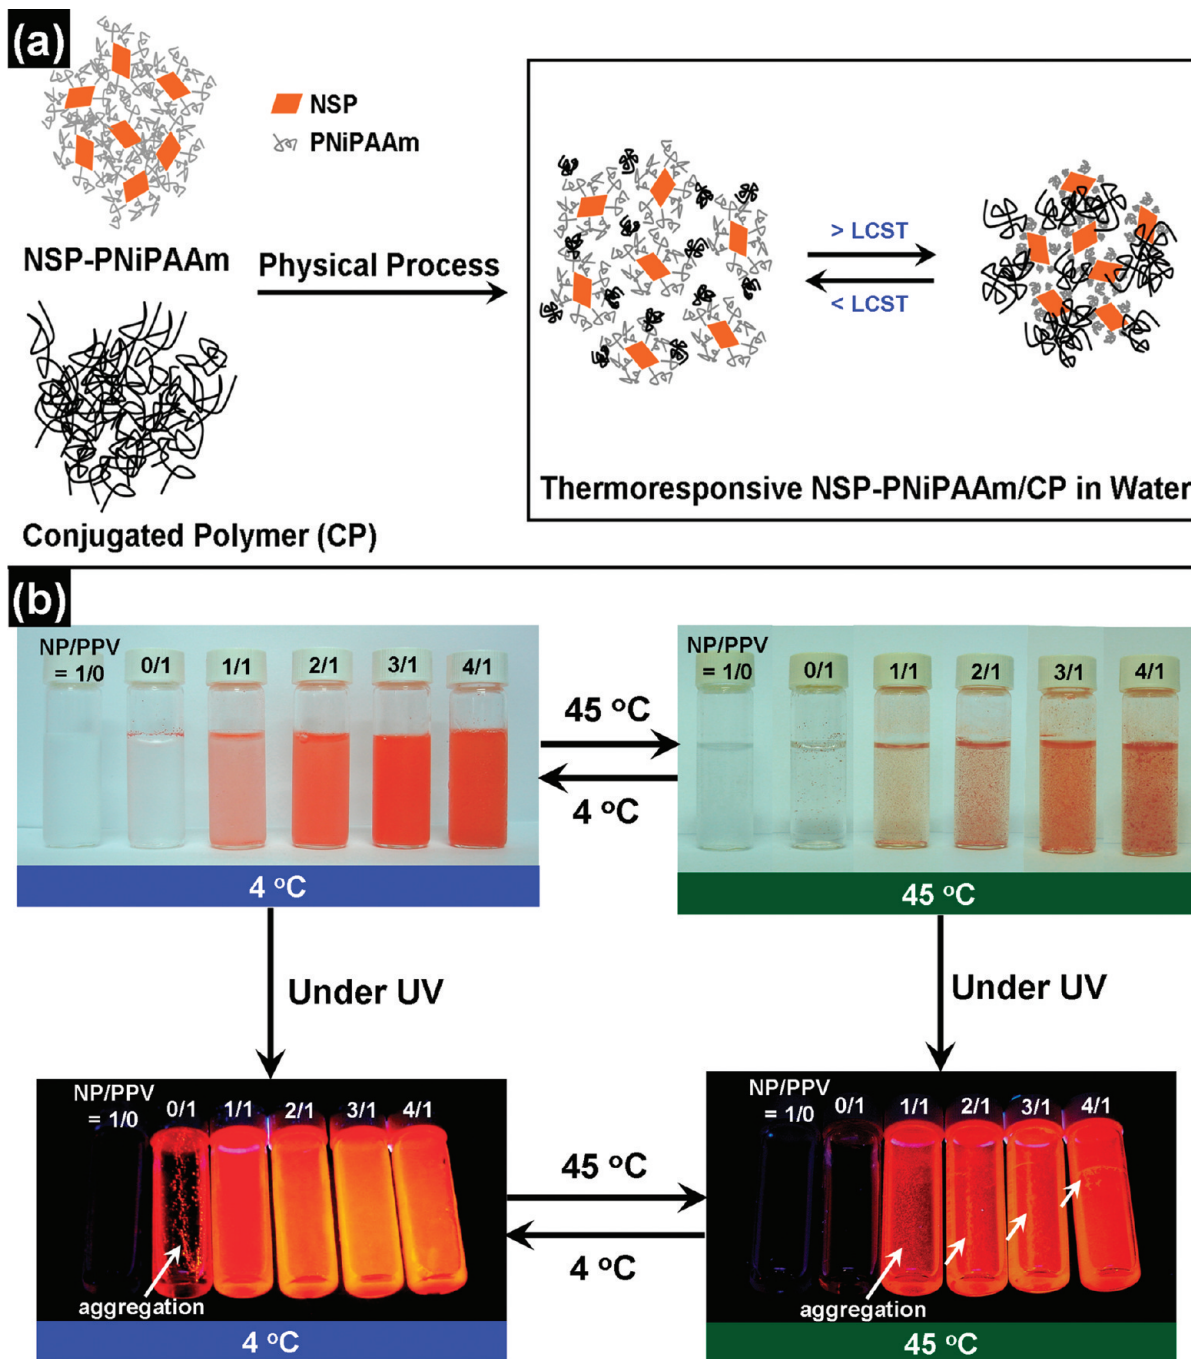 (a)
NSP
PNiPAAm
NSP-PNiPAAm
Physical Process
> LCST
< LCST
Conjugated Polymer (CP)
Thermoresponsive NSP-PNiPAAm/CP in Water
(b)
NP/PPV
= 1/0
0/1
1/1
2/1
3/1
4/1
45 °C
4 °C
NP/PPV
= 1/0
0/1
1/1
2/1
3/1
4/1
4 °C
45 °C
Under UV
Under UV
NP/PPV
= 1/0
0/1
1/1
2/1
3/1
4/1
aggregation
45 °C
4 °C
NP/PPV
= 1/0
0/1
1/1
2/1
3/1
4/1
aggregation
4 °C
45 °C